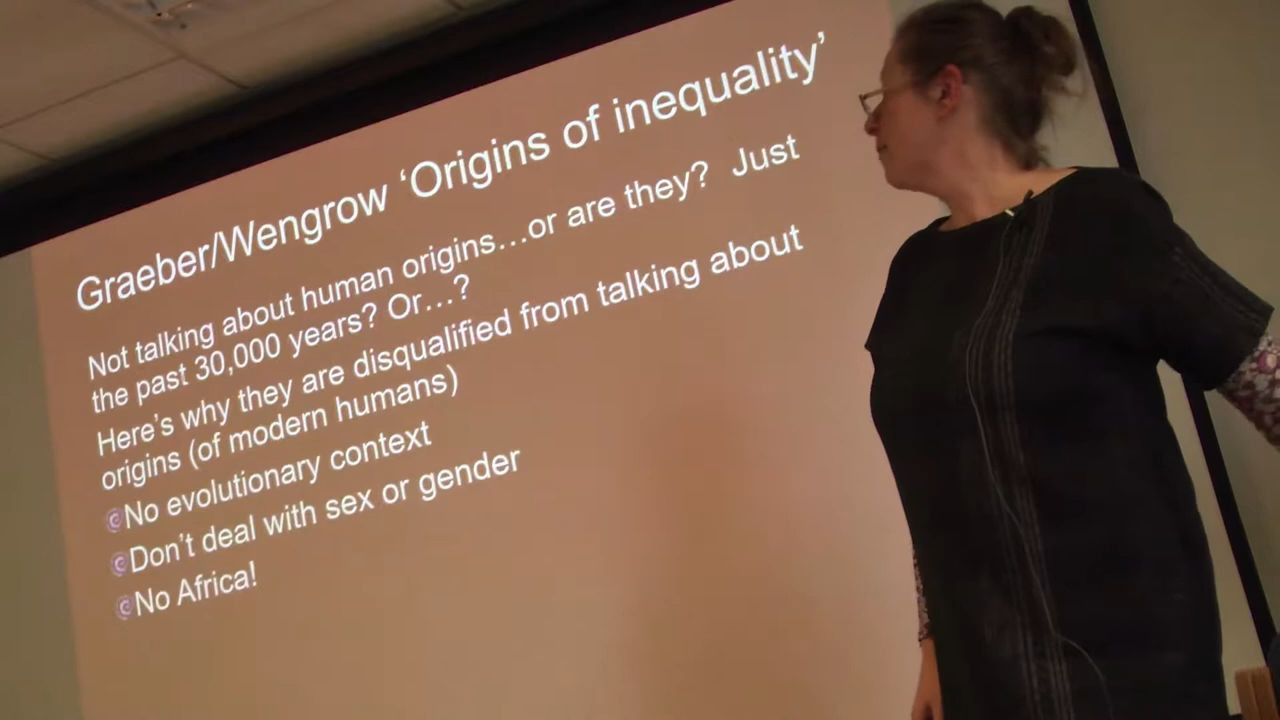 Graeber/Wengrow ‘Origins of inequality’
Not talking about human origins…or are they?  Just
the past 30,000 years? Or…?
Here’s why they are disqualified from talking about
origins (of modern humans)
No evolutionary context
Don’t deal with sex or gender
No Africa!